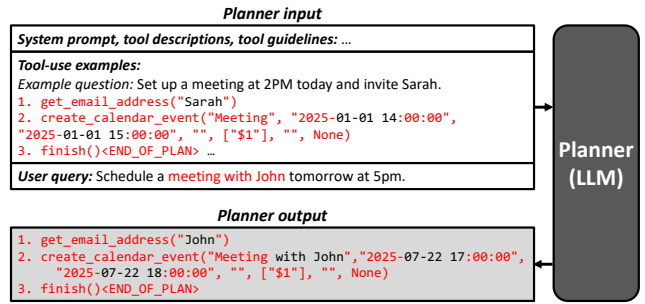 Planner input
System prompt, tool descriptions, tool guidelines: …
Tool-use examples:
Example question: Set up a meeting at 2PM today and invite Sarah.
1. get_email_address("Sarah")
2. create_calendar_event("Meeting", "2025-01-01 14:00:00",
"2025-01-01 15:00:00", "", ["$1"], "", None)
3. finish()<END_OF_PLAN> …
User query: Schedule a meeting with John tomorrow at 5pm.
Planner
(LLM)
Planner output
1. get_email_address("John")
2. create_calendar_event("Meeting with John","2025-07-22 17:00:00",
"2025-07-22 18:00:00", "", ["$1"], "", None)
3. finish()<END_OF_PLAN>